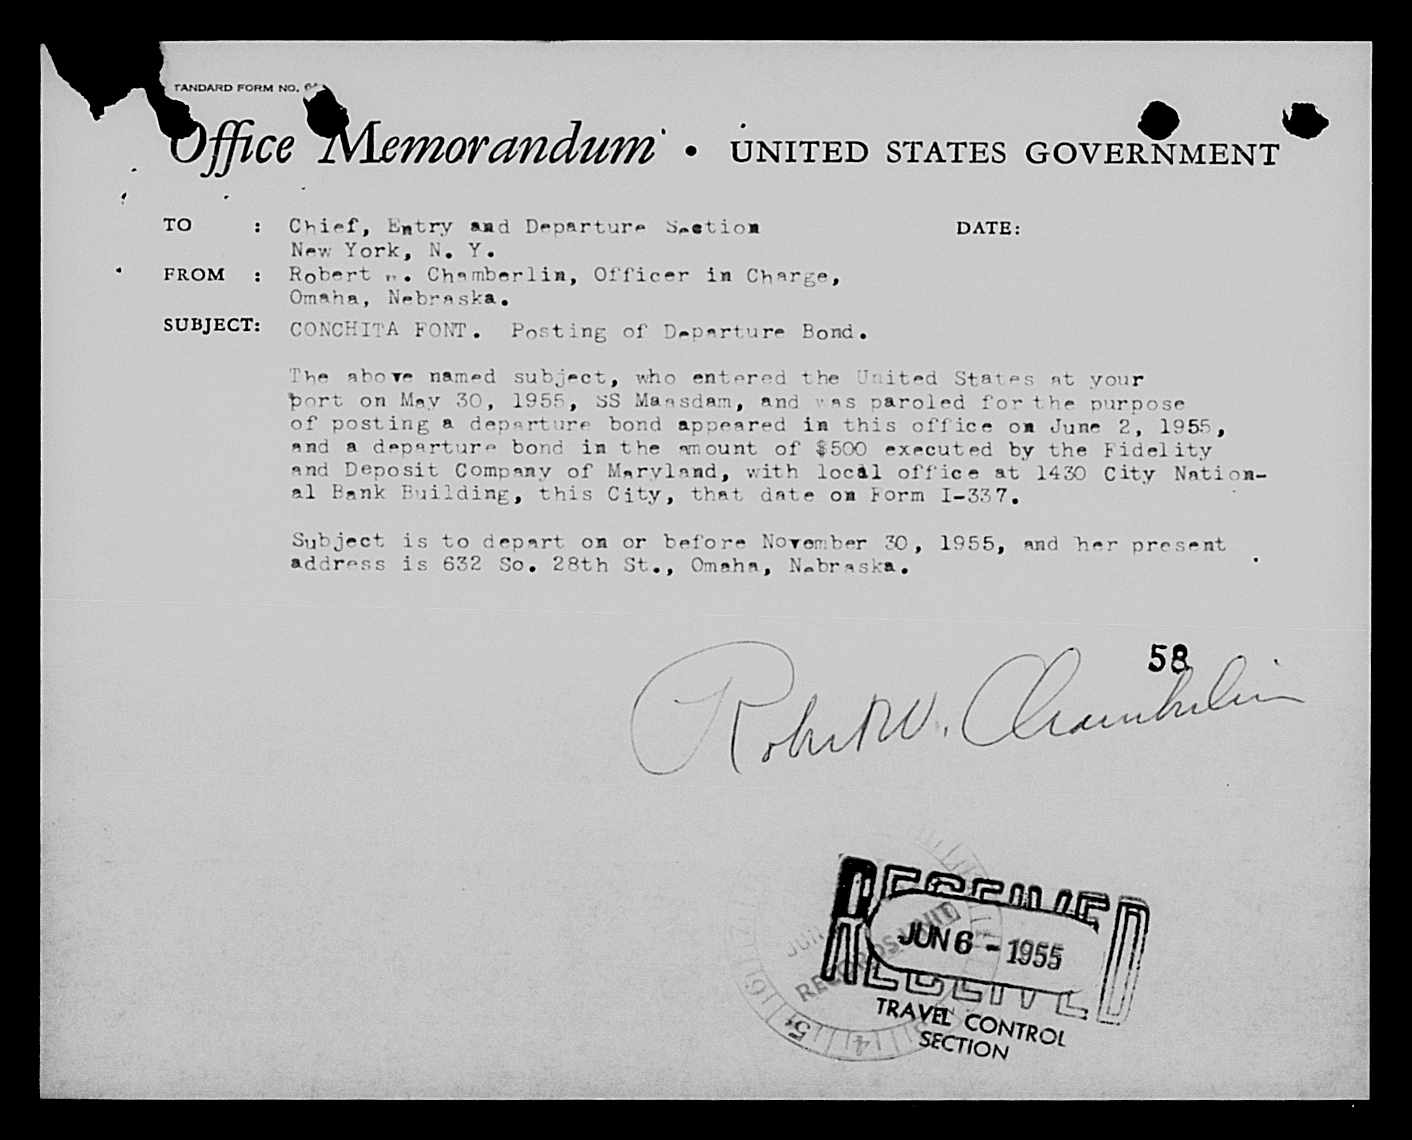 TANDARD FORM NO. 64
Office Memorandum • UNITED STATES GOVERNMENT
TO : Chief, Entry and Departure Section DATE:
New York, N. Y.
FROM : Robert W. Chamberlin, Officer in Charge,
Omaha, Nebraska.
SUBJECT: CONCHITA FONT. Posting of Departure Bond.
The above named subject, who entered the United States at your
port on May 30, 1955, SS Maasdam, and was paroled for the purpose
of posting a departure bond appeared in this office on June 2, 1955,
and a departure bond in the amount of $500 executed by the Fidelity
and Deposit Company of Maryland, with local office at 1430 City Nation-
al Bank Building, this City, that date on Form I-337.
Subject is to depart on or before November 30, 1955, and her present
address is 632 So. 28th St., Omaha, Nebraska.
58
Robert W. Chamberlin
RECEIVED
JUN 6 - 1955
RECEIVED
TRAVEL CONTROL
SECTION
JUN
RECORDS UNIT